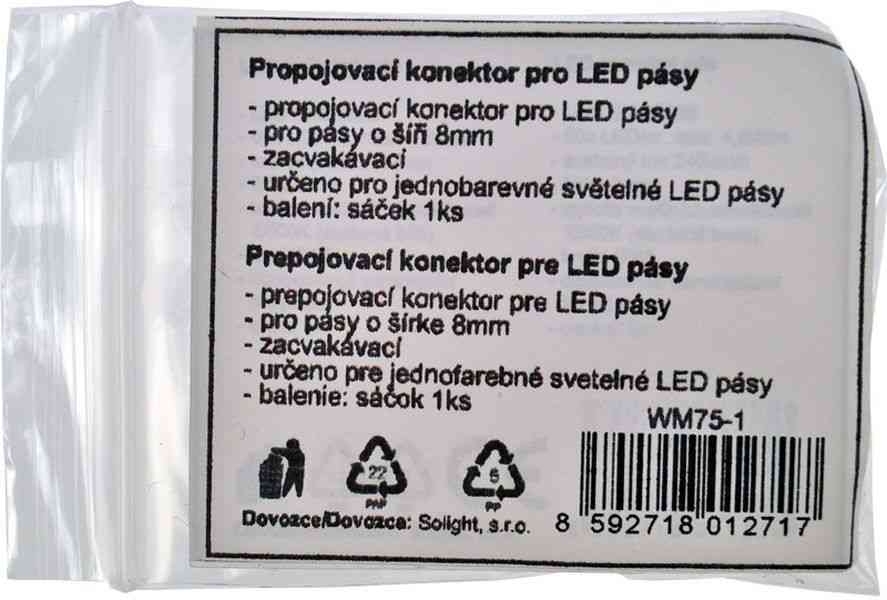 Propojovací konektor pro LED pásy
- propojovací konektor pro LED pásy
- pro pásy o šíři 8mm
- zacvakávací
- určeno pro jednobarevné světelné LED pásy
- balení: sáček 1ks
Prepojovací konektor pre LED pásy
- prepojovací konektor pre LED pásy
- pro pásy o šírke 8mm
- zacvakávací
- určeno pre jednofarebné svetelné LED pásy
- balenie: sáčok 1ks
WM75-1
22
PAP
5
PP
Dovozce/Dovozca: Solight, s.r.o.
8 592718 012717